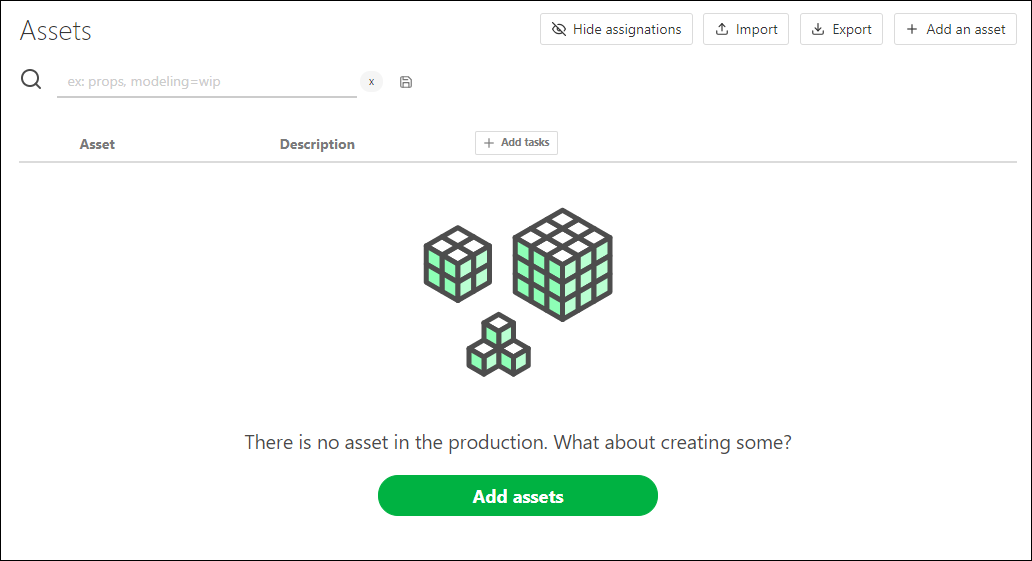 Assets
Hide assignations
Import
Export
+ Add an asset
ex: props, modeling=wip
x
Asset
Description
+ Add tasks
There is no asset in the production. What about creating some?
Add assets